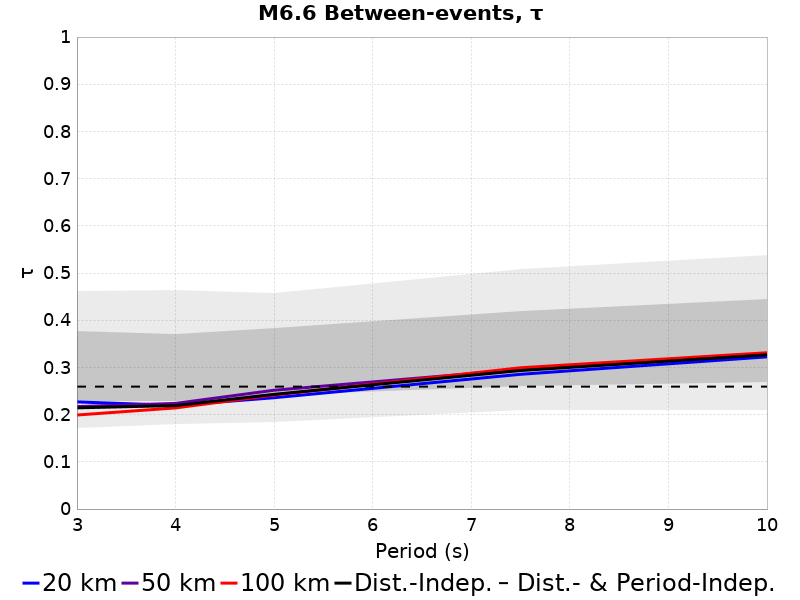 M6.6 Between-events, τ
1
0.9
0.8
0.7
0.6
0.5
0.4
0.3
0.2
0.1
0
τ
3 4 5 6 7 8 9 10
Period (s)
20 km 50 km 100 km Dist.-Indep. Dist.- & Period-Indep.